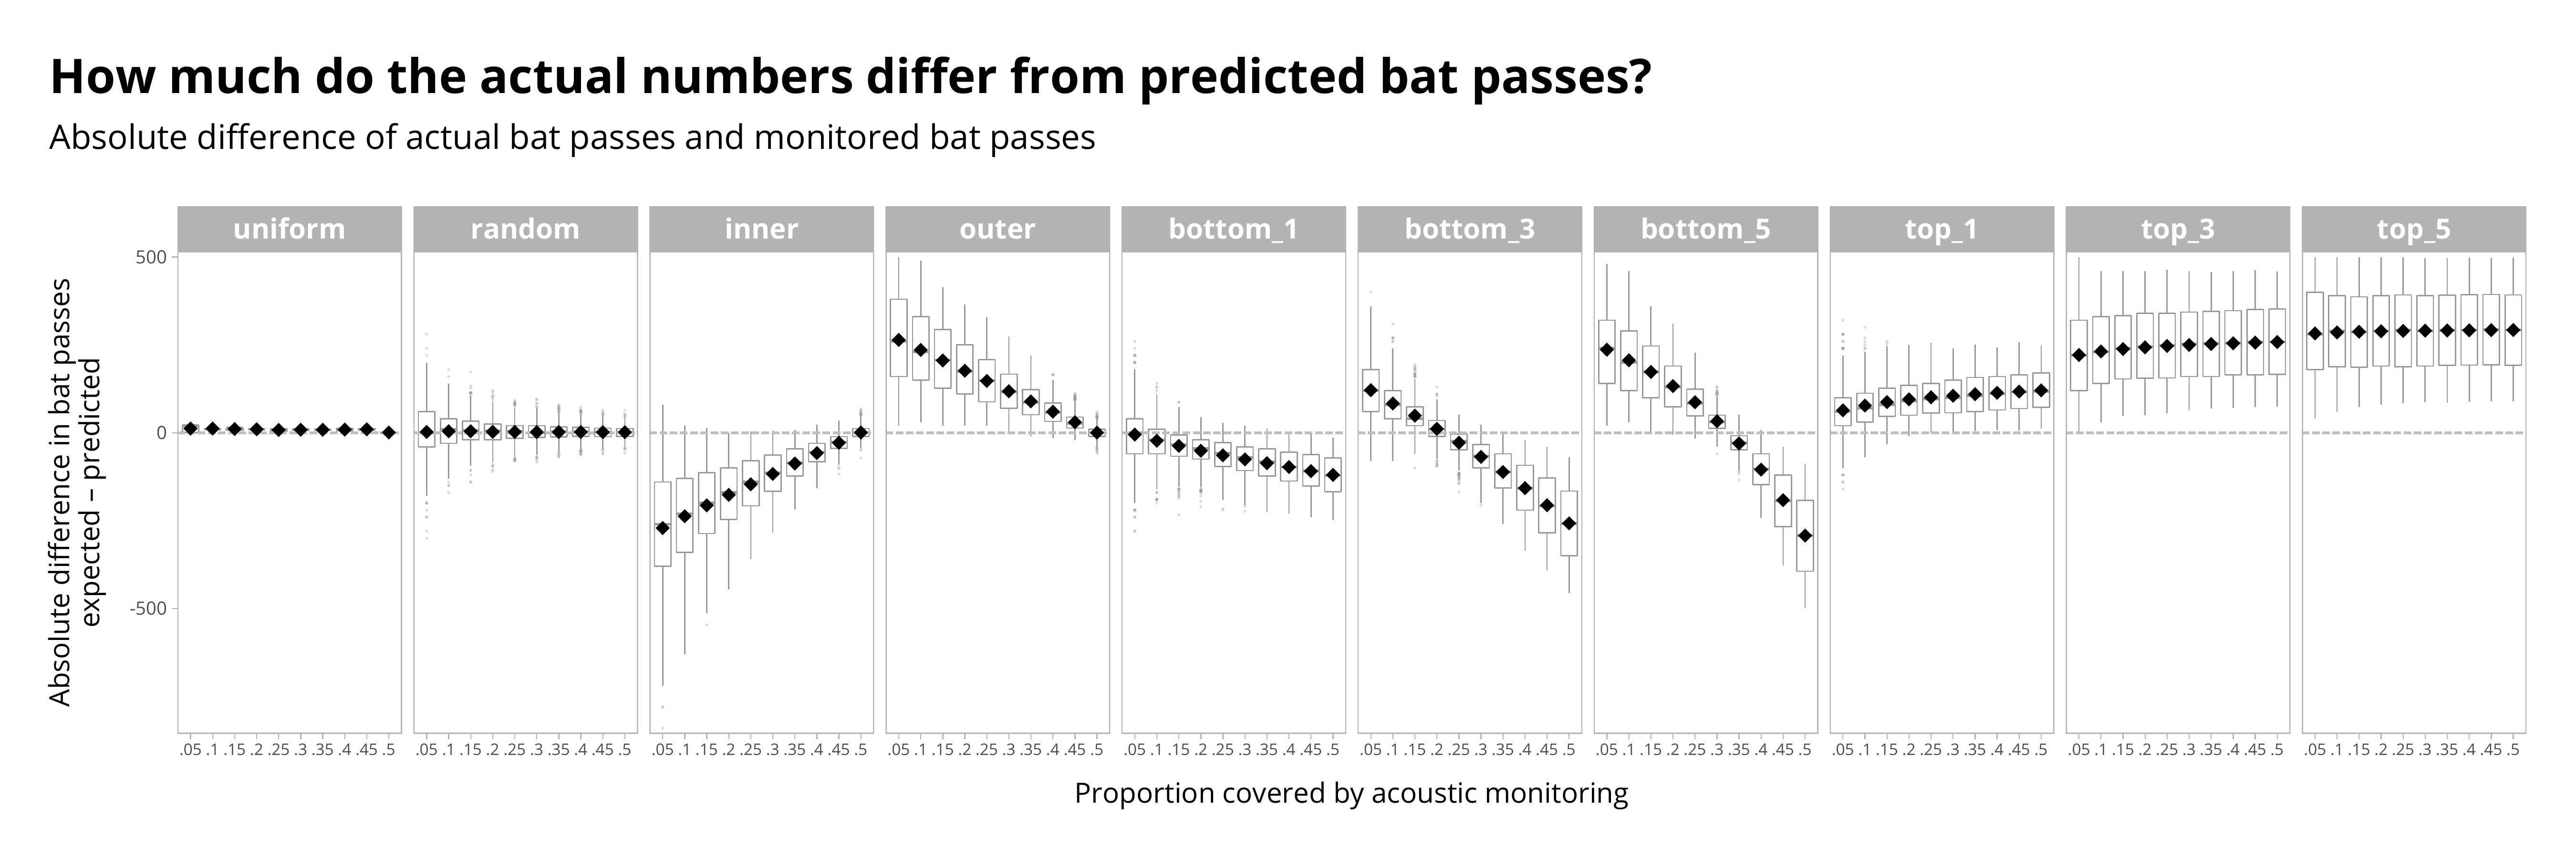 How much do the actual numbers differ from predicted bat passes?
Absolute difference of actual bat passes and monitored bat passes
uniform random inner outer bottom_1 bottom_3 bottom_5 top_1 top_3 top_5
Absolute difference in bat passes
expected – predicted
500
0
-500
.05 .1 .15 .2 .25 .3 .35 .4 .45 .5 .05 .1 .15 .2 .25 .3 .35 .4 .45 .5 .05 .1 .15 .2 .25 .3 .35 .4 .45 .5 .05 .1 .15 .2 .25 .3 .35 .4 .45 .5 .05 .1 .15 .2 .25 .3 .35 .4 .45 .5 .05 .1 .15 .2 .25 .3 .35 .4 .45 .5 .05 .1 .15 .2 .25 .3 .35 .4 .45 .5 .05 .1 .15 .2 .25 .3 .35 .4 .45 .5 .05 .1 .15 .2 .25 .3 .35 .4 .45 .5 .05 .1 .15 .2 .25 .3 .35 .4 .45 .5
Proportion covered by acoustic monitoring